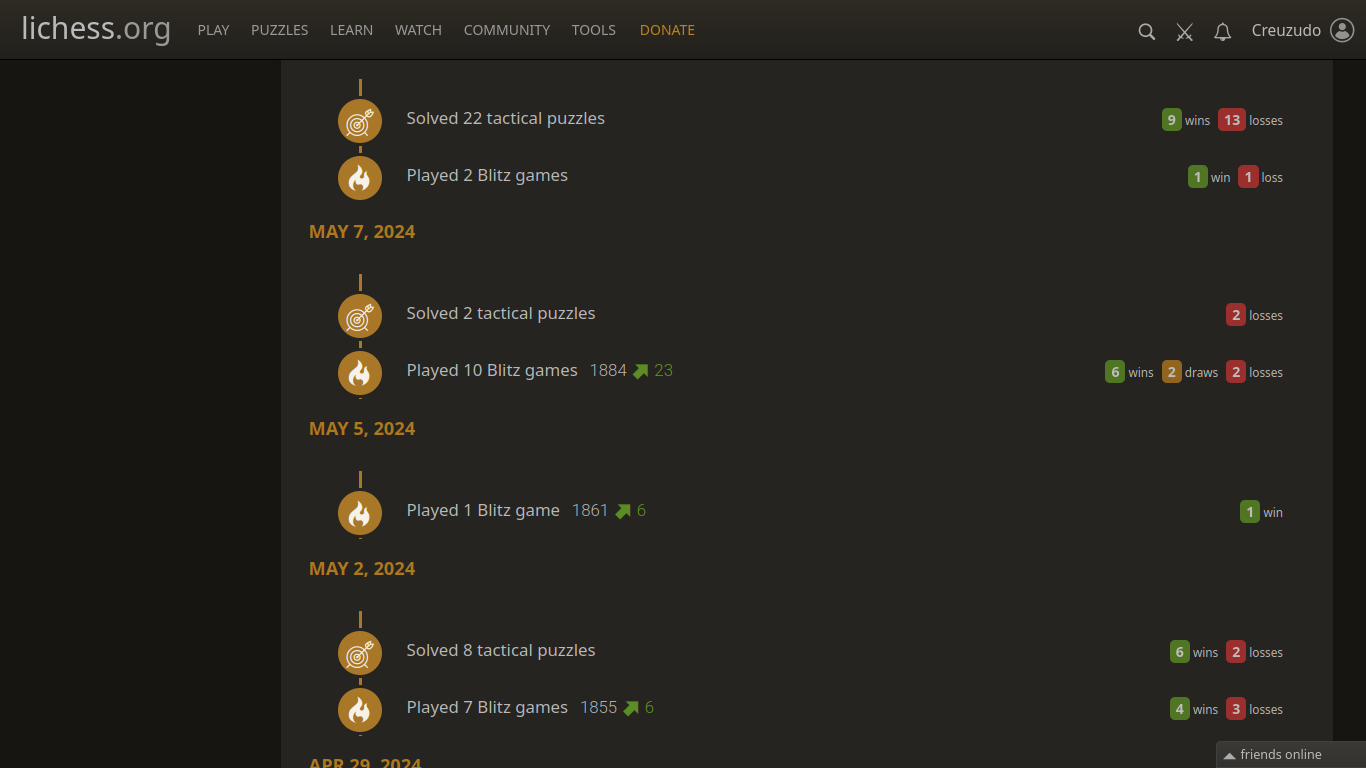 lichess.org PLAY PUZZLES LEARN WATCH COMMUNITY TOOLS DONATE Creuzudo
Solved 22 tactical puzzles 9 wins 13 losses
Played 2 Blitz games 1 win 1 loss
MAY 7, 2024
Solved 2 tactical puzzles 2 losses
Played 10 Blitz games 1884 23 6 wins 2 draws 2 losses
MAY 5, 2024
Played 1 Blitz game 1861 6 1 win
MAY 2, 2024
Solved 8 tactical puzzles 6 wins 2 losses
Played 7 Blitz games 1855 6 4 wins 3 losses
APR 29, 2024
friends online